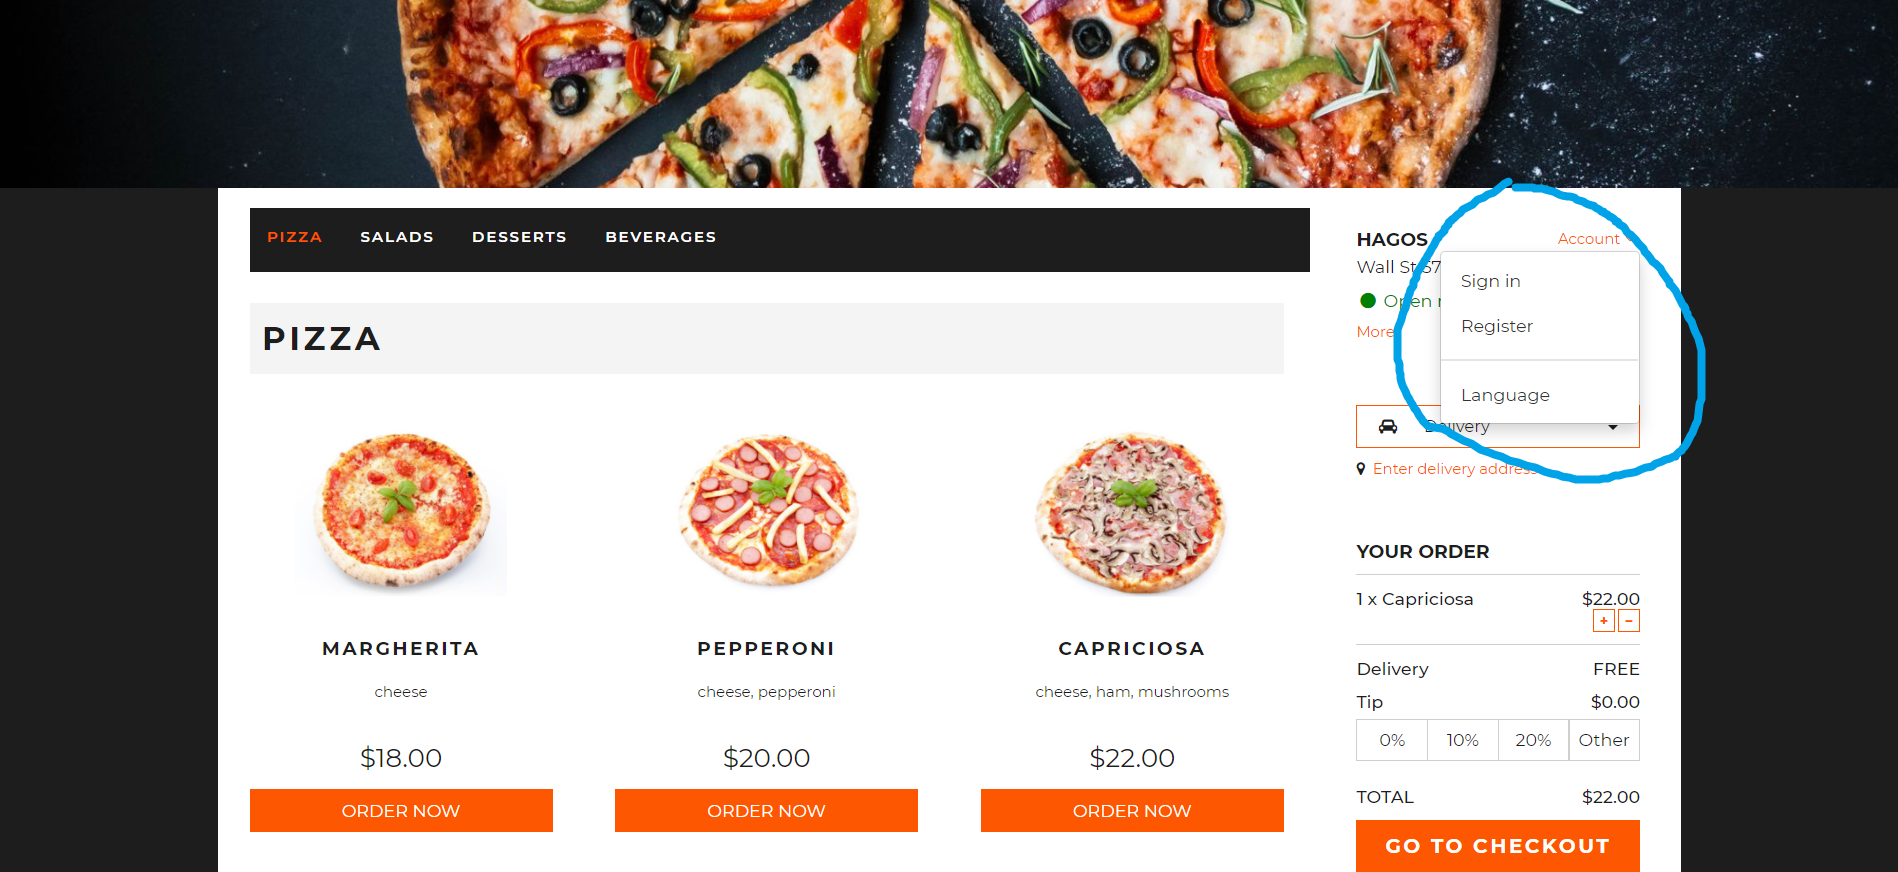 PIZZA SALADS DESSERTS BEVERAGES
PIZZA
MARGHERITA
cheese
$18.00
ORDER NOW
PEPPERONI
cheese, pepperoni
$20.00
ORDER NOW
CAPRICIOSA
cheese, ham, mushrooms
$22.00
ORDER NOW
HAGOS
Account
Wall St 57
Open
More
Sign in
Register
Language
Delivery
Enter delivery address
YOUR ORDER
1 x Capriciosa $22.00
+ −
Delivery FREE
Tip $0.00
0% 10% 20% Other
TOTAL $22.00
GO TO CHECKOUT